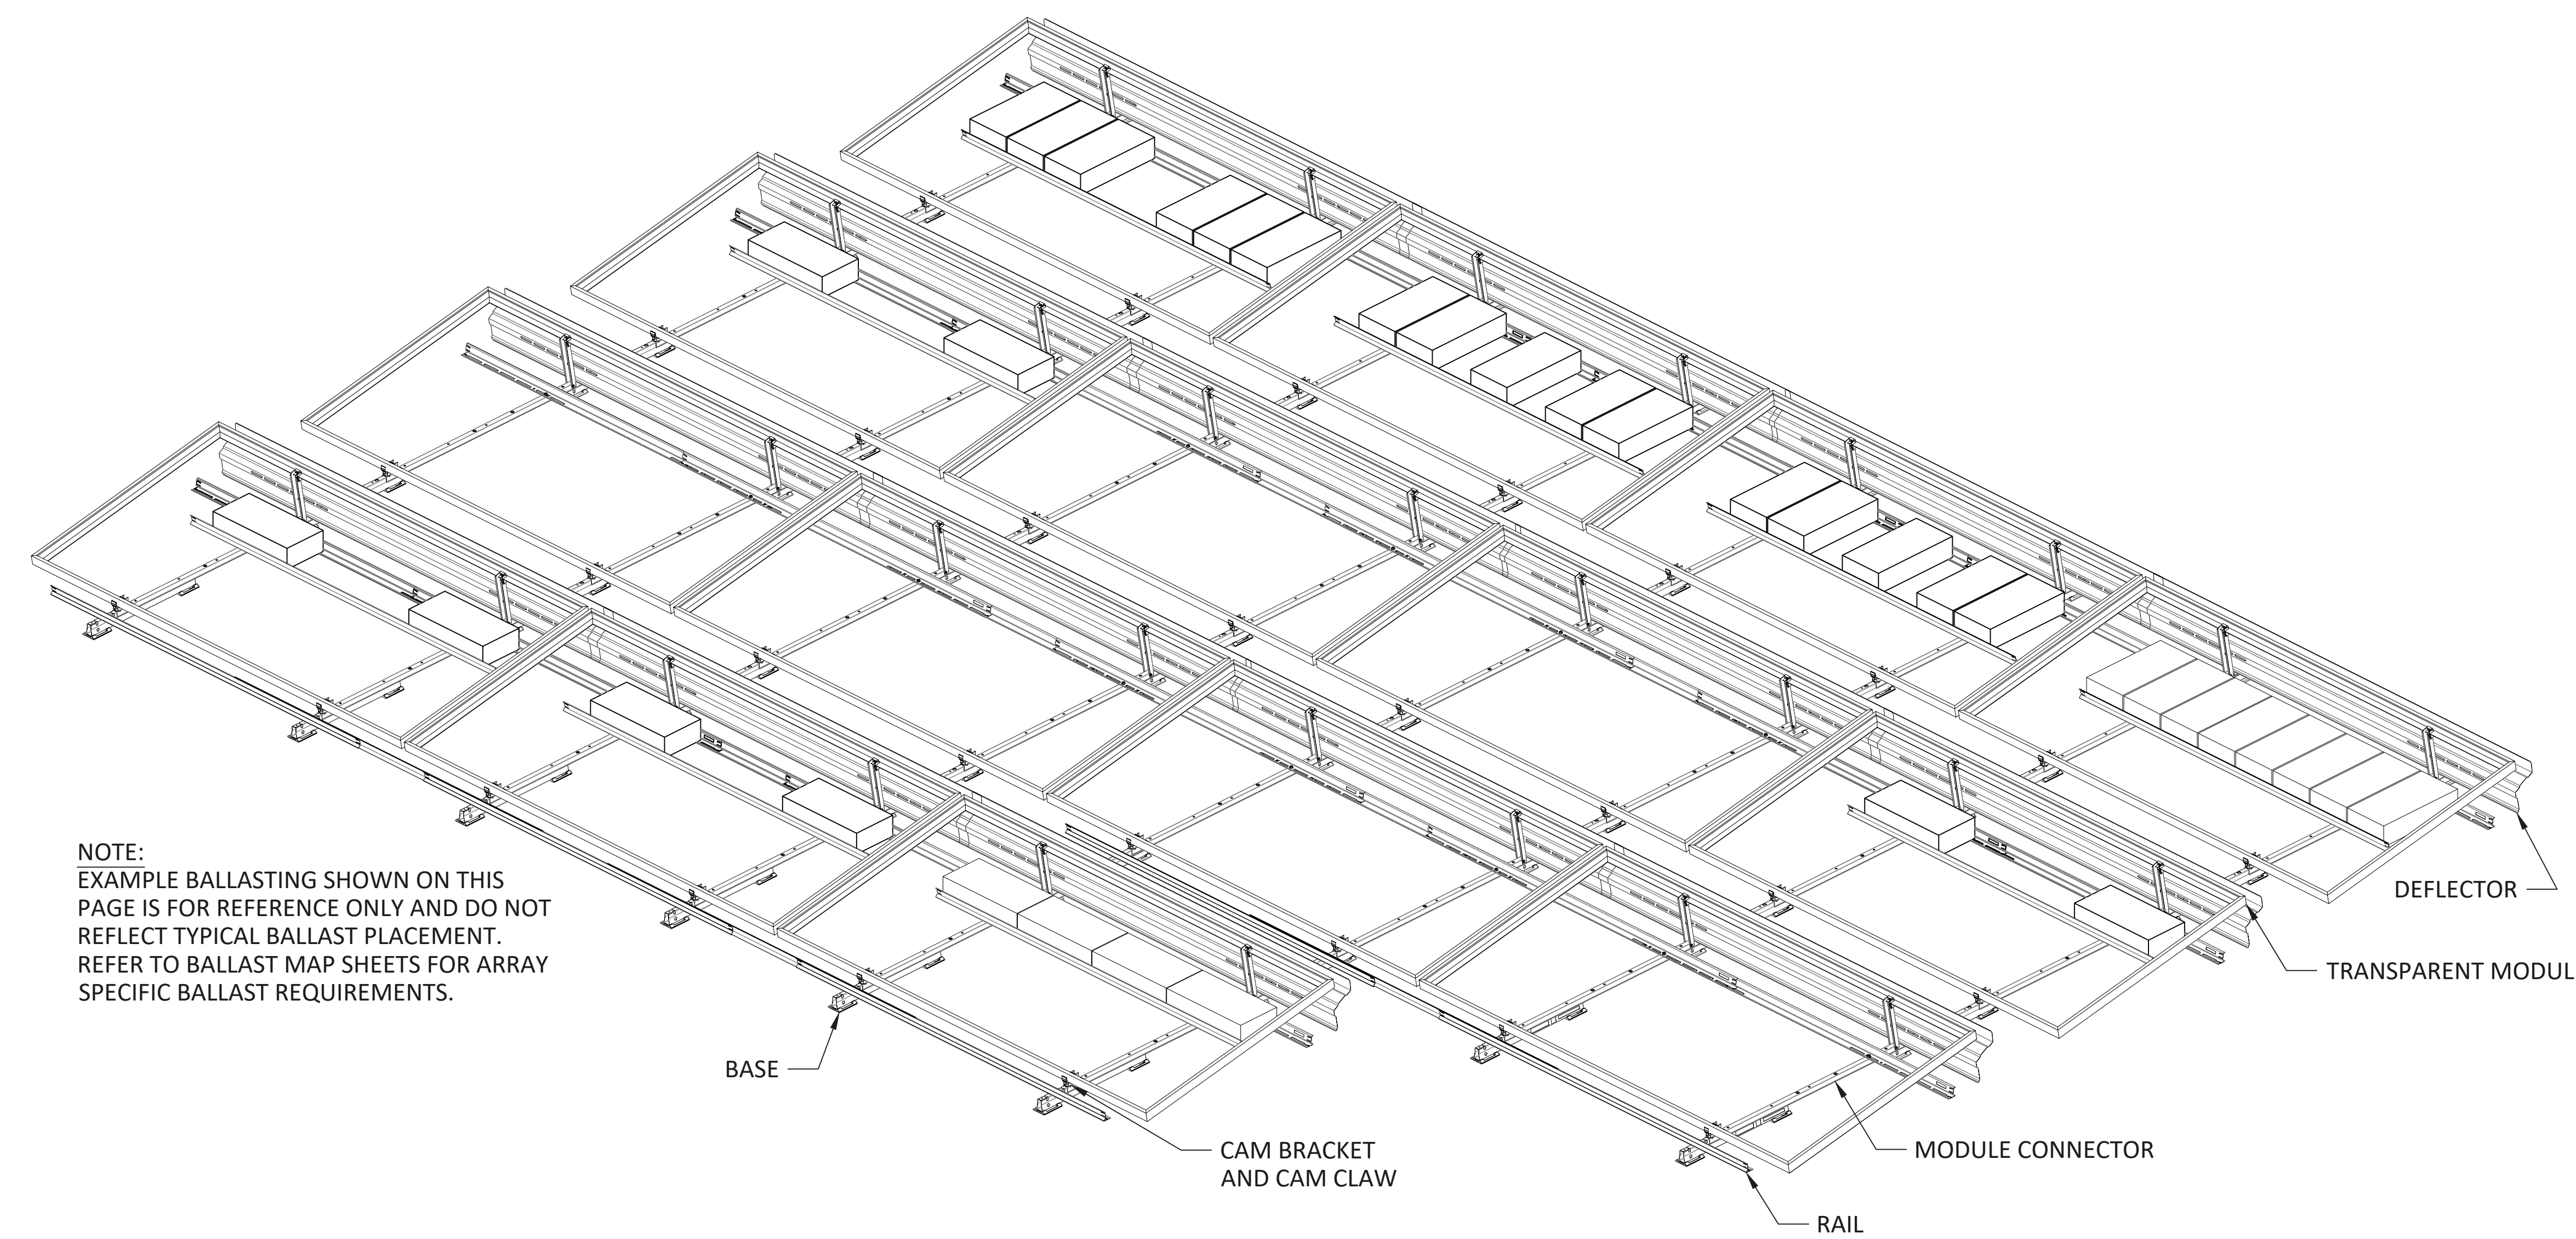 NOTE:
EXAMPLE BALLASTING SHOWN ON THIS
PAGE IS FOR REFERENCE ONLY AND DO NOT
REFLECT TYPICAL BALLAST PLACEMENT.
REFER TO BALLAST MAP SHEETS FOR ARRAY
SPECIFIC BALLAST REQUIREMENTS.
DEFLECTOR
TRANSPARENT MODUL
BASE
CAM BRACKET
AND CAM CLAW
MODULE CONNECTOR
RAIL